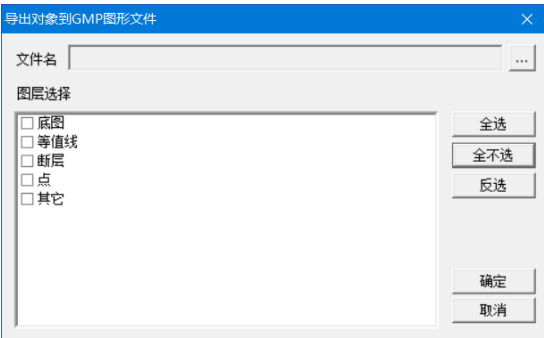 导出对象到GMP图形文件
文件名
...
图层选择
底图
等值线
断层
点
其它
全选
全不选
反选
确定
取消